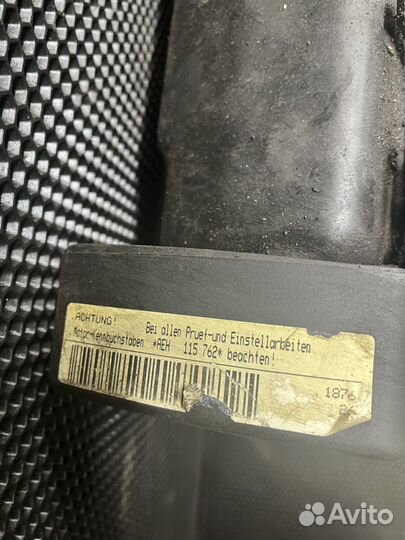 ACHTUNG!
Bei allen Pruef-und Einstellarbeiten
Motor-Kennbuchstaben *AEH 115 762* beachten!
1876
Avito